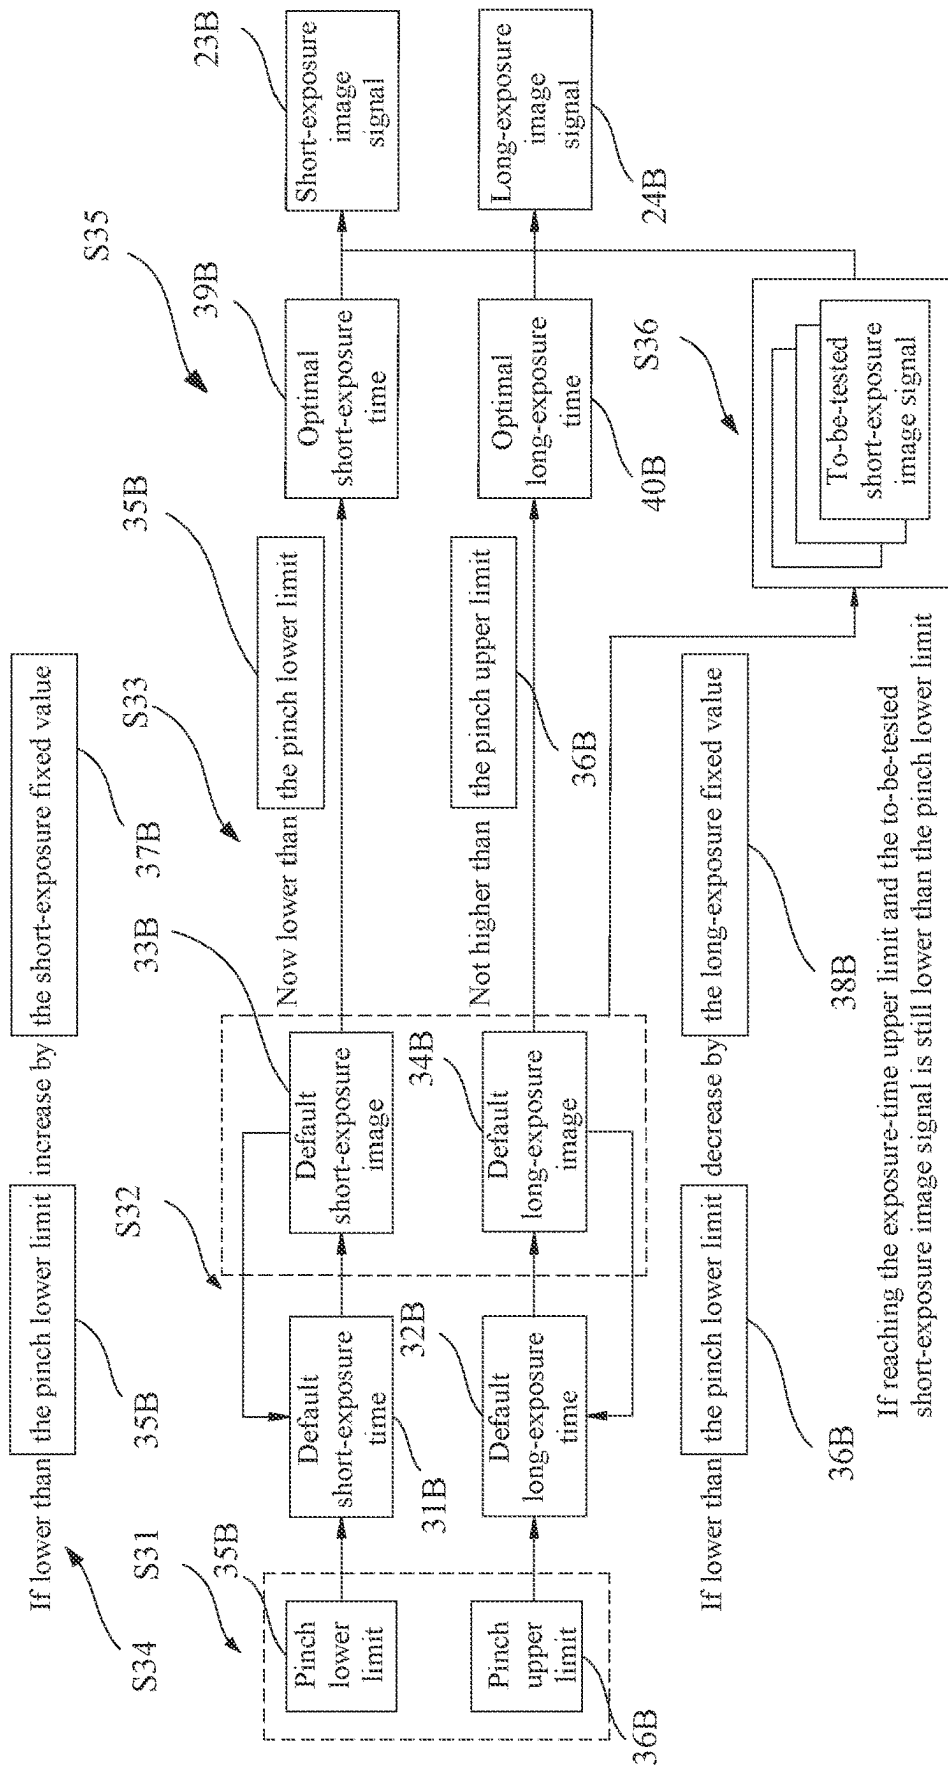 If lower than
the pinch lower limit
increase by
the short-exposure fixed value
S34
35B
37B
S31
S32
S33
S35
35B
33B
35B
39B
23B
Pinch
lower
limit
Default
short-exposure
time
Default
short-exposure
image
Now lower than
the pinch lower limit
Optimal
short-exposure
time
Short-exposure
image
signal
31B
32B
34B
Pinch
upper
limit
Default
long-exposure
time
Default
long-exposure
image
Not higher than
the pinch upper limit
Optimal
long-exposure
time
Long-exposure
image
signal
36B
36B
40B
24B
S36
If lower than
the pinch lower limit
decrease by
the long-exposure fixed value
36B
38B
To-be-tested
short-exposure
image signal
If reaching the exposure-time upper limit and the to-be-tested
short-exposure image signal is still lower than the pinch lower limit